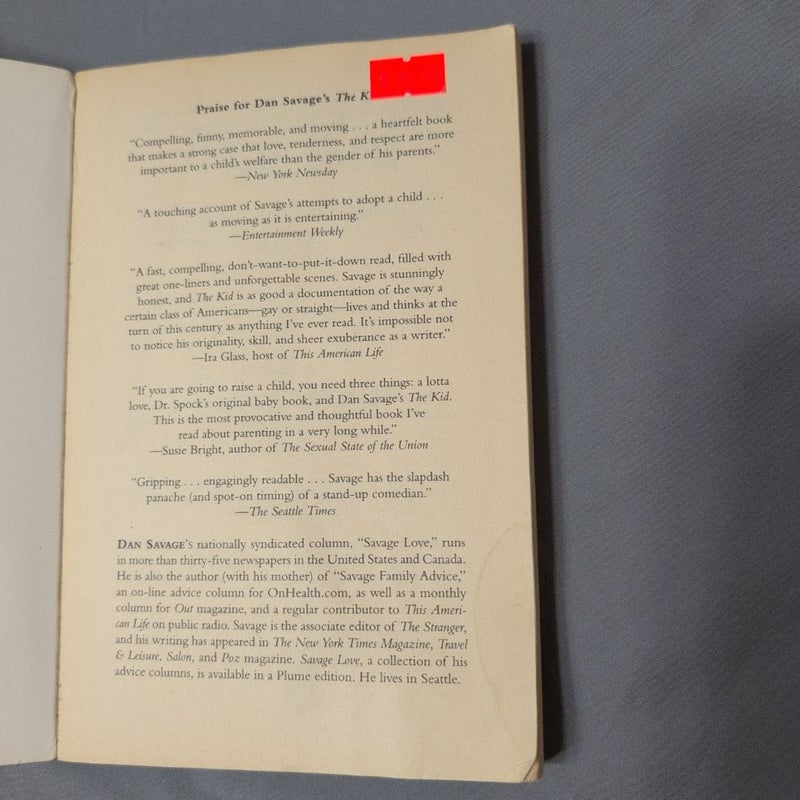 Praise for Dan Savage's The K
“Compelling, funny, memorable, and moving . . . a heartfelt book
that makes a strong case that love, tenderness, and respect are more
important to a child's welfare than the gender of his parents.”
—New York Newsday
“A touching account of Savage's attempts to adopt a child . . .
as moving as it is entertaining.”
—Entertainment Weekly
“A fast, compelling, don't-want-to-put-it-down read, filled with
great one-liners and unforgettable scenes. Savage is stunningly
honest, and The Kid is as good a documentation of the way a
certain class of Americans—gay or straight—lives and thinks at the
turn of this century as anything I've ever read. It's impossible not
to notice his originality, skill, and sheer exuberance as a writer.”
—Ira Glass, host of This American Life
“If you are going to raise a child, you need three things: a lotta
love, Dr. Spock's original baby book, and Dan Savage's The Kid.
This is the most provocative and thoughtful book I've
read about parenting in a very long while.”
—Susie Bright, author of The Sexual State of the Union
“Gripping . . . engagingly readable . . . Savage has the slapdash
panache (and spot-on timing) of a stand-up comedian.”
—The Seattle Times
DAN SAVAGE's nationally syndicated column, “Savage Love,” runs
in more than thirty-five newspapers in the United States and Canada.
He is also the author (with his mother) of “Savage Family Advice,”
an on-line advice column for OnHealth.com, as well as a monthly
column for Out magazine, and a regular contributor to This Ameri-
can Life on public radio. Savage is the associate editor of The Stranger,
and his writing has appeared in The New York Times Magazine, Travel
& Leisure, Salon, and Poz magazine. Savage Love, a collection of his
advice columns, is available in a Plume edition. He lives in Seattle.